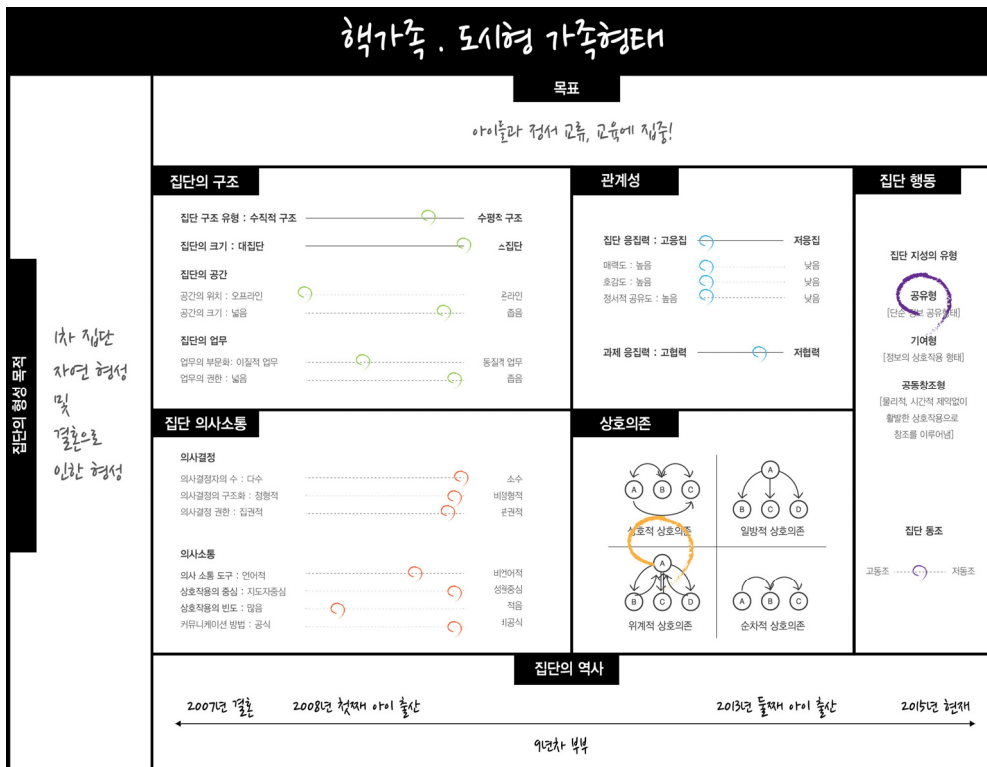 핵가족 . 도시형 가족형태
목표
아이들과 정서 교류, 교육에 집중!
집단의 형성 목적
1차 집단
자연 형성
및
결혼으로
인한 형성
집단의 구조
집단 구조 유형 : 수직적 구조 수평적 구조
집단의 크기 : 대집단 소집단
집단의 공간
공간의 위치 : 오프라인 온라인
공간의 크기 : 넓음 좁음
집단의 업무
업무의 부문화: 이질적 업무 동질적 업무
업무의 권한 : 넓음 좁음
관계성
집단 응집력 : 고응집 저응집
매력도 : 높음 낮음
호감도 : 높음 낮음
정서적 공유도 : 높음 낮음
과제 응집력 : 고협력 저협력
집단 행동
집단 지성의 유형
공유형
[단순 정보 공유형태]
기여형
[정보의 상호작용 형태]
공동창조형
[물리적, 시간적 제약없이
활발한 상호작용으로
창조를 이루어냄]
집단 동조
고동조 저동조
집단 의사소통
의사결정
의사결정자의 수 : 다수 소수
의사결정의 구조화 : 정형적 비정형적
의사결정 권한 : 집권적 분권적
의사소통
의사 소통 도구 : 언어적 비언어적
상호작용의 중심 : 지도자중심 성원중심
상호작용의 빈도 : 많음 적음
커뮤니케이션 방법 : 공식 비공식
상호의존
A B C
상호적 상호의존
A
B C D
일방적 상호의존
A
B C D
위계적 상호의존
A B C
순차적 상호의존
집단의 역사
2007년 결혼 2008년 첫째 아이 출산 2013년 둘째 아이 출산 2015년 현재
9년차 부부